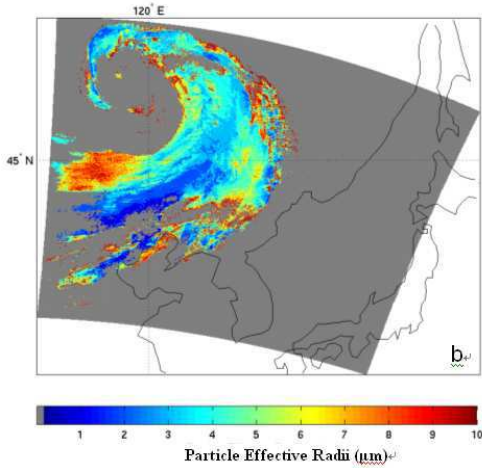 120° E
45° N
b
1 2 3 4 5 6 7 8 9 10
Particle Effective Radii (μm)